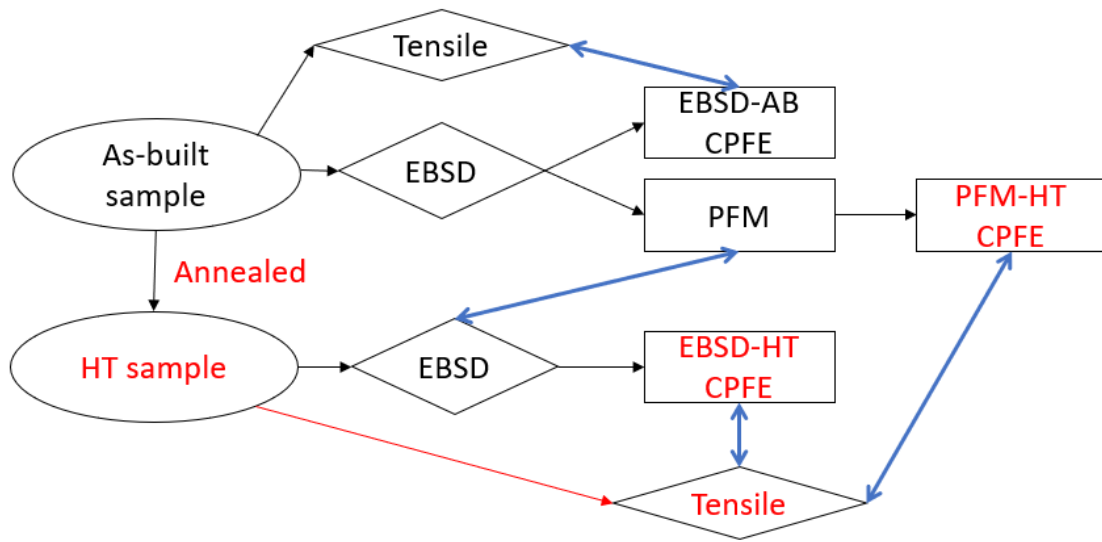 Tensile
EBSD-AB
CPFE
As-built
sample
EBSD
PFM
PFM-HT
CPFE
Annealed
HT sample
EBSD
EBSD-HT
CPFE
Tensile